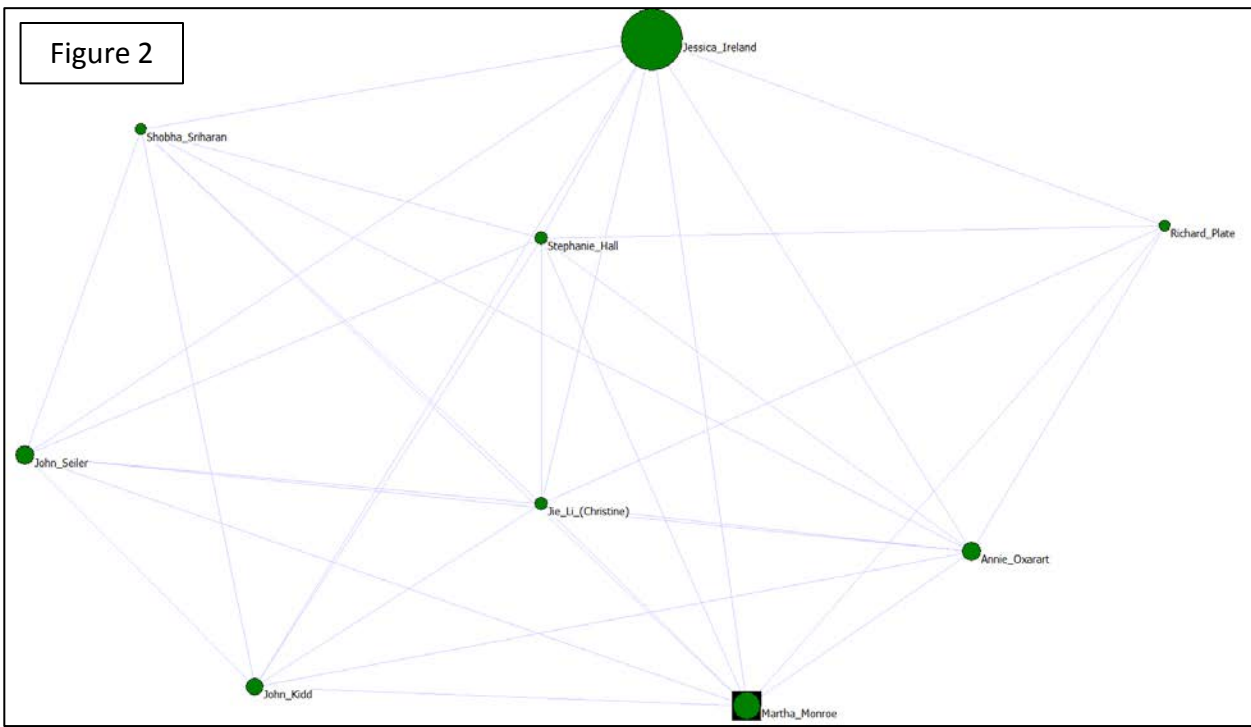 Figure 2
Jessica_Ireland
Shobha_Sriharan
Richard_Plate
Stephanie_Hall
John_Seiler
Jie_Li_(Christine)
Annie_Oxarart
John_Kidd
Martha_Monroe